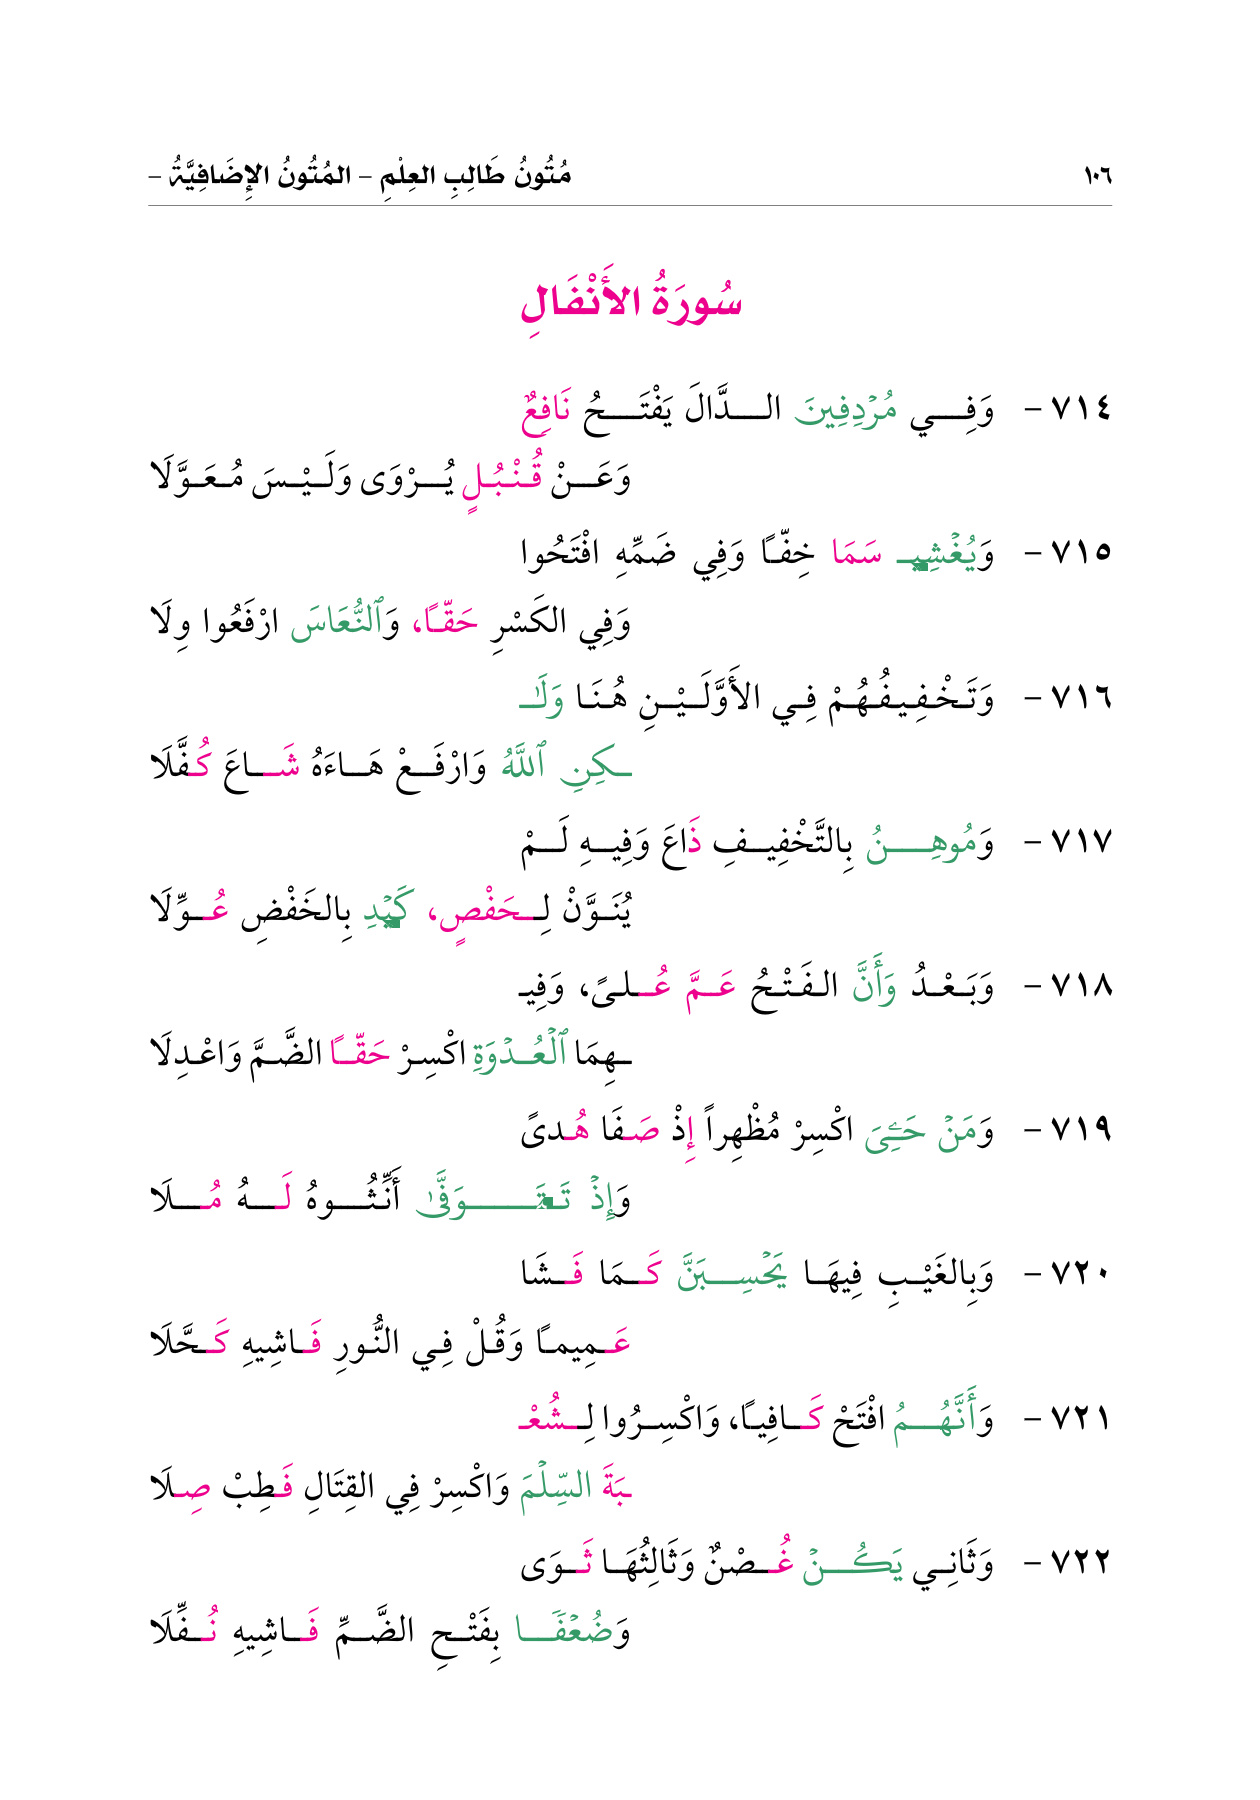 ١٠٦ مُتُونُ طَالِبِ العِلْمِ – المُتُونُ الإِضَافِيَّةُ –
سُورَةُ الأَنْفَالِ
٧١٤ – وَفِي مُرْدِفِينَ الدَّالَ يَفْتَحُ نَافِعٌ
وَعَنْ قُنْبُلٍ يُرْوَى وَلَيْسَ مُعَوَّلَا
٧١٥ – وَيُغْشِي سَمَا خِفّاً وَفِي ضَمِّهِ افْتَحُوا
وَفِي الكَسْرِ حَقّاً، وَٱلنُّعَاسَ ارْفَعُوا وِلَا
٧١٦ – وَتَخْفِيفُهُمْ فِي الأَوَّلَيْنِ هُنَا وَلَـٰ
ـكِنِ ٱللَّهُ وَارْفَعْ هَاءَهُ شَاعَ كُفَّلَا
٧١٧ – وَمُوهِنُ بِالتَّخْفِيفِ ذَاعَ وَفِيهِ لَمْ
يُنَوَّنْ لِحَفْصٍ، كَيْدِ بِالخَفْضِ عُوِّلَا
٧١٨ – وَبَعْدُ وَأَنَّ الفَتْحُ عَمَّ عُلىً، وَفِيـ
ـهِمَا ٱلْعُدْوَةِ اكْسِرْ حَقّاً الضَّمَّ وَاعْدِلَا
٧١٩ – وَمَنْ حَيِيَ اكْسِرْ مُظْهِراً إِذْ صَفَا هُدىً
وَإِذْ تَتَوَفَّىٰ أَنِّثُوهُ لَهُ مُلَا
٧٢٠ – وَبِالغَيْبِ فِيهَا يَحْسِبَنَّ كَمَا فَشَا
عَمِيماً وَقُلْ فِي النُّورِ فَاشِيهِ كَحَّلَا
٧٢١ – وَأَنَّهُمُ افْتَحْ كَافِياً، وَاكْسِرُوا لِشُعْـ
ـبَةَ السِّلْمَ وَاكْسِرْ فِي القِتَالِ فَطِبْ صِلَا
٧٢٢ – وَثَانِي يَكُنْ غُصْنٌ وَثَالِثُهَا ثَوَى
وَضُعْفًا بِفَتْحِ الضَّمِّ فَاشِيهِ نُفِّلَا